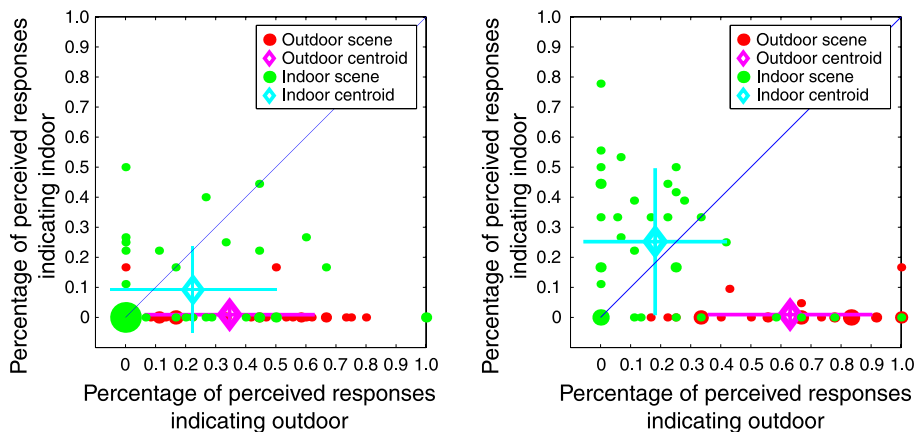 Percentage of perceived responses
indicating indoor
1.0
0.9
0.8
0.7
0.6
0.5
0.4
0.3
0.2
0.1
0
Outdoor scene
Outdoor centroid
Indoor scene
Indoor centroid
0 0.1 0.2 0.3 0.4 0.5 0.6 0.7 0.8 0.9 1.0
Percentage of perceived responses
indicating outdoor
Percentage of perceived responses
indicating indoor
1.0
0.9
0.8
0.7
0.6
0.5
0.4
0.3
0.2
0.1
0
Outdoor scene
Outdoor centroid
Indoor scene
Indoor centroid
0 0.1 0.2 0.3 0.4 0.5 0.6 0.7 0.8 0.9 1.0
Percentage of perceived responses
indicating outdoor